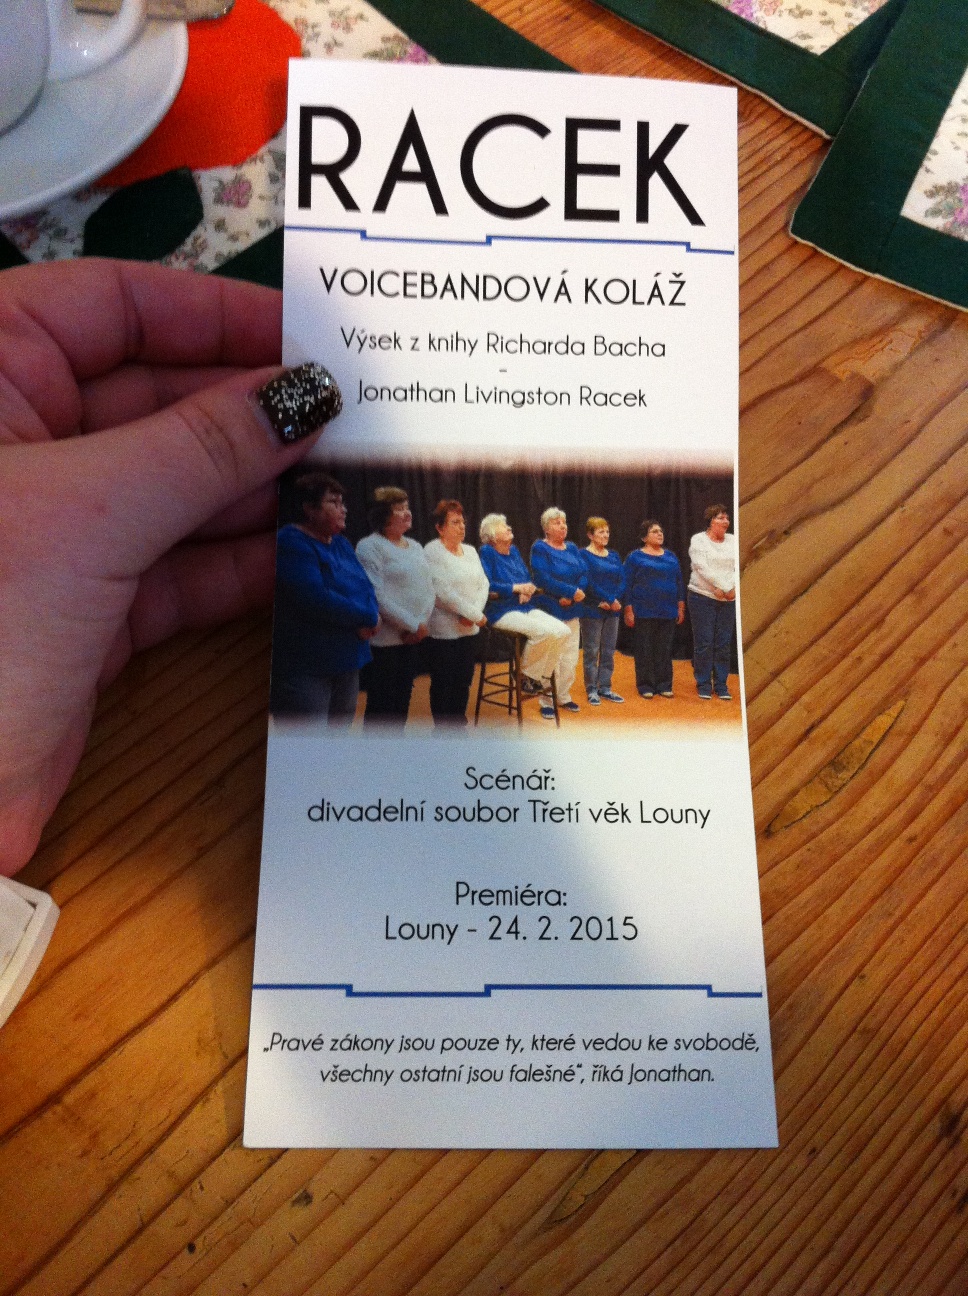 RACEK
VOICEBANDOVÁ KOLÁŽ
Výsek z knihy Richarda Bacha
-
Jonathan Livingston Racek
Scénář:
divadelní soubor Třetí věk Louny
Premiéra:
Louny - 24. 2. 2015
„Pravé zákony jsou pouze ty, které vedou ke svobodě,
všechny ostatní jsou falešné“, říká Jonathan.